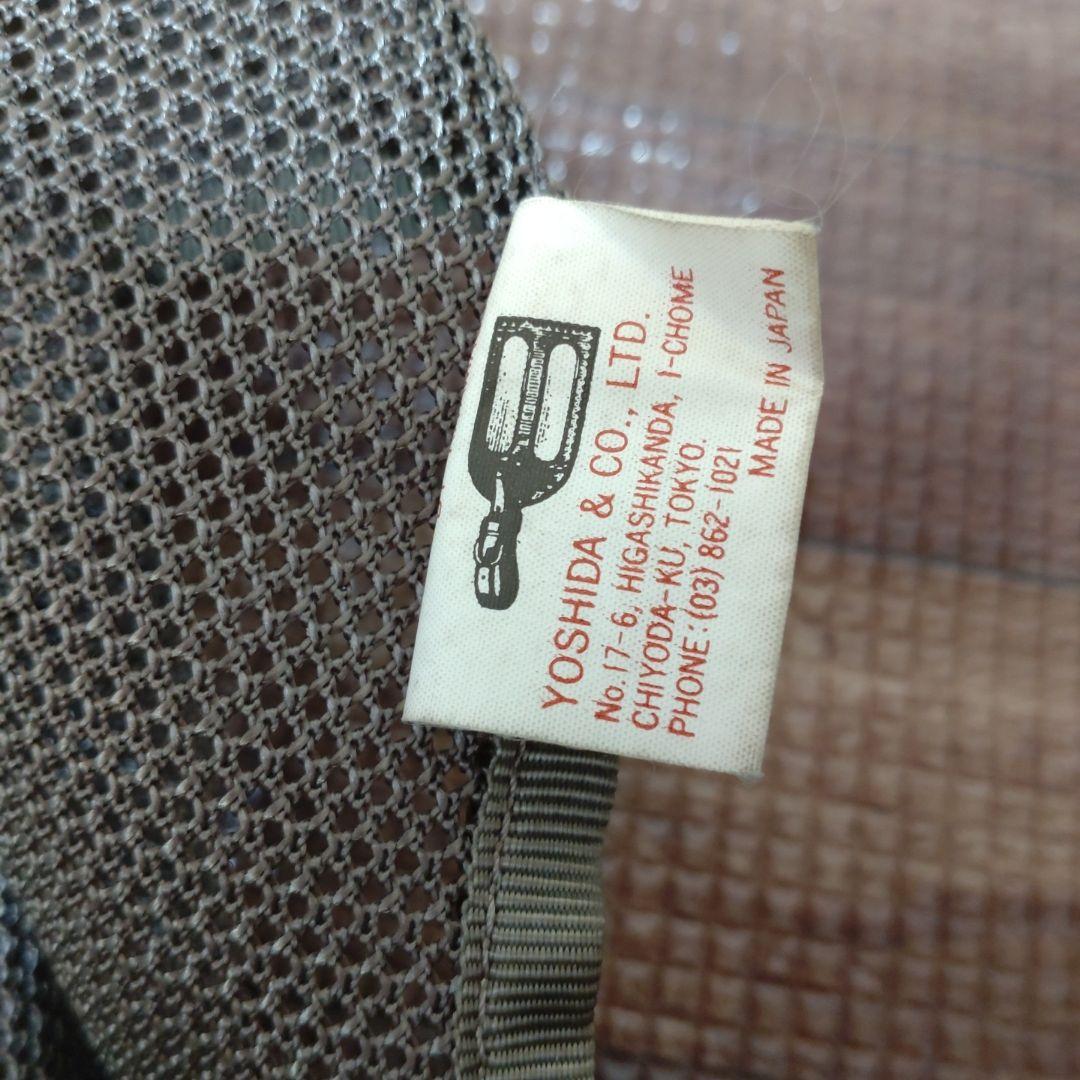 YOSHIDA & CO., LTD.
No.17-6, HIGASHIKANDA, 1-CHOME
CHIYODA-KU, TOKYO.
PHONE:(03) 862-1021
MADE IN JAPAN